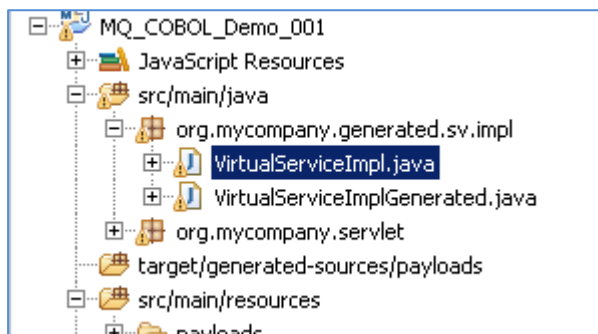 MQ_COBOL_Demo_001
JavaScript Resources
src/main/java
org.mycompany.generated.sv.impl
VirtualServiceImpl.java
VirtualServiceImplGenerated.java
org.mycompany.servlet
target/generated-sources/payloads
src/main/resources
payloads